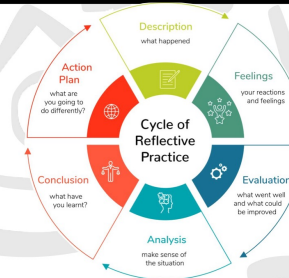 Description
what happened
Feelings
your reactions
and feelings
Evaluation
what went well
and what could
be improved
Analysis
make sense of
the situation
Conclusion
what have
you learnt?
Action
Plan
what are
you going to
do differently?
Cycle of
Reflective
Practice